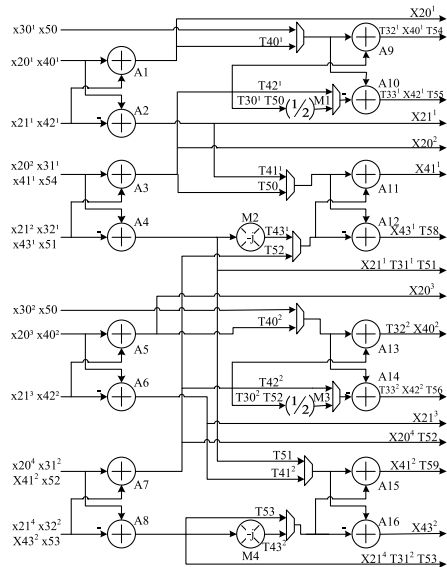 X20¹
x30¹ x50
T40¹
T32¹ X40¹ T54
A9
x20¹ x40¹
A1
A10
T42¹
T30¹ T50 (1/2) M1
T33¹ X42¹ T55
A2
x21¹ x42¹
X21¹
X20²
x20² x31¹
x41¹ x54
T41¹
X41¹
T50
A3
A11
x21² x32¹
x43¹ x51
A4
M2
-j
T43¹
T52
A12
X43¹ T58
X21¹ T31¹ T51
X20³
x30² x50
T40²
x20³ x40²
T32² X40²
A5
A13
A14
T42²
T30² T52 (1/2) M3
T33² X42² T56
A6
x21³ x42²
X21³
X20⁴ T52
x20⁴ x31²
X41² x52
T51
T41²
X41² T59
A7
A15
x21⁴ x32²
X43² x53
A8
T53
-j
T43²
M4
A16
X43²
X21⁴ T31² T53